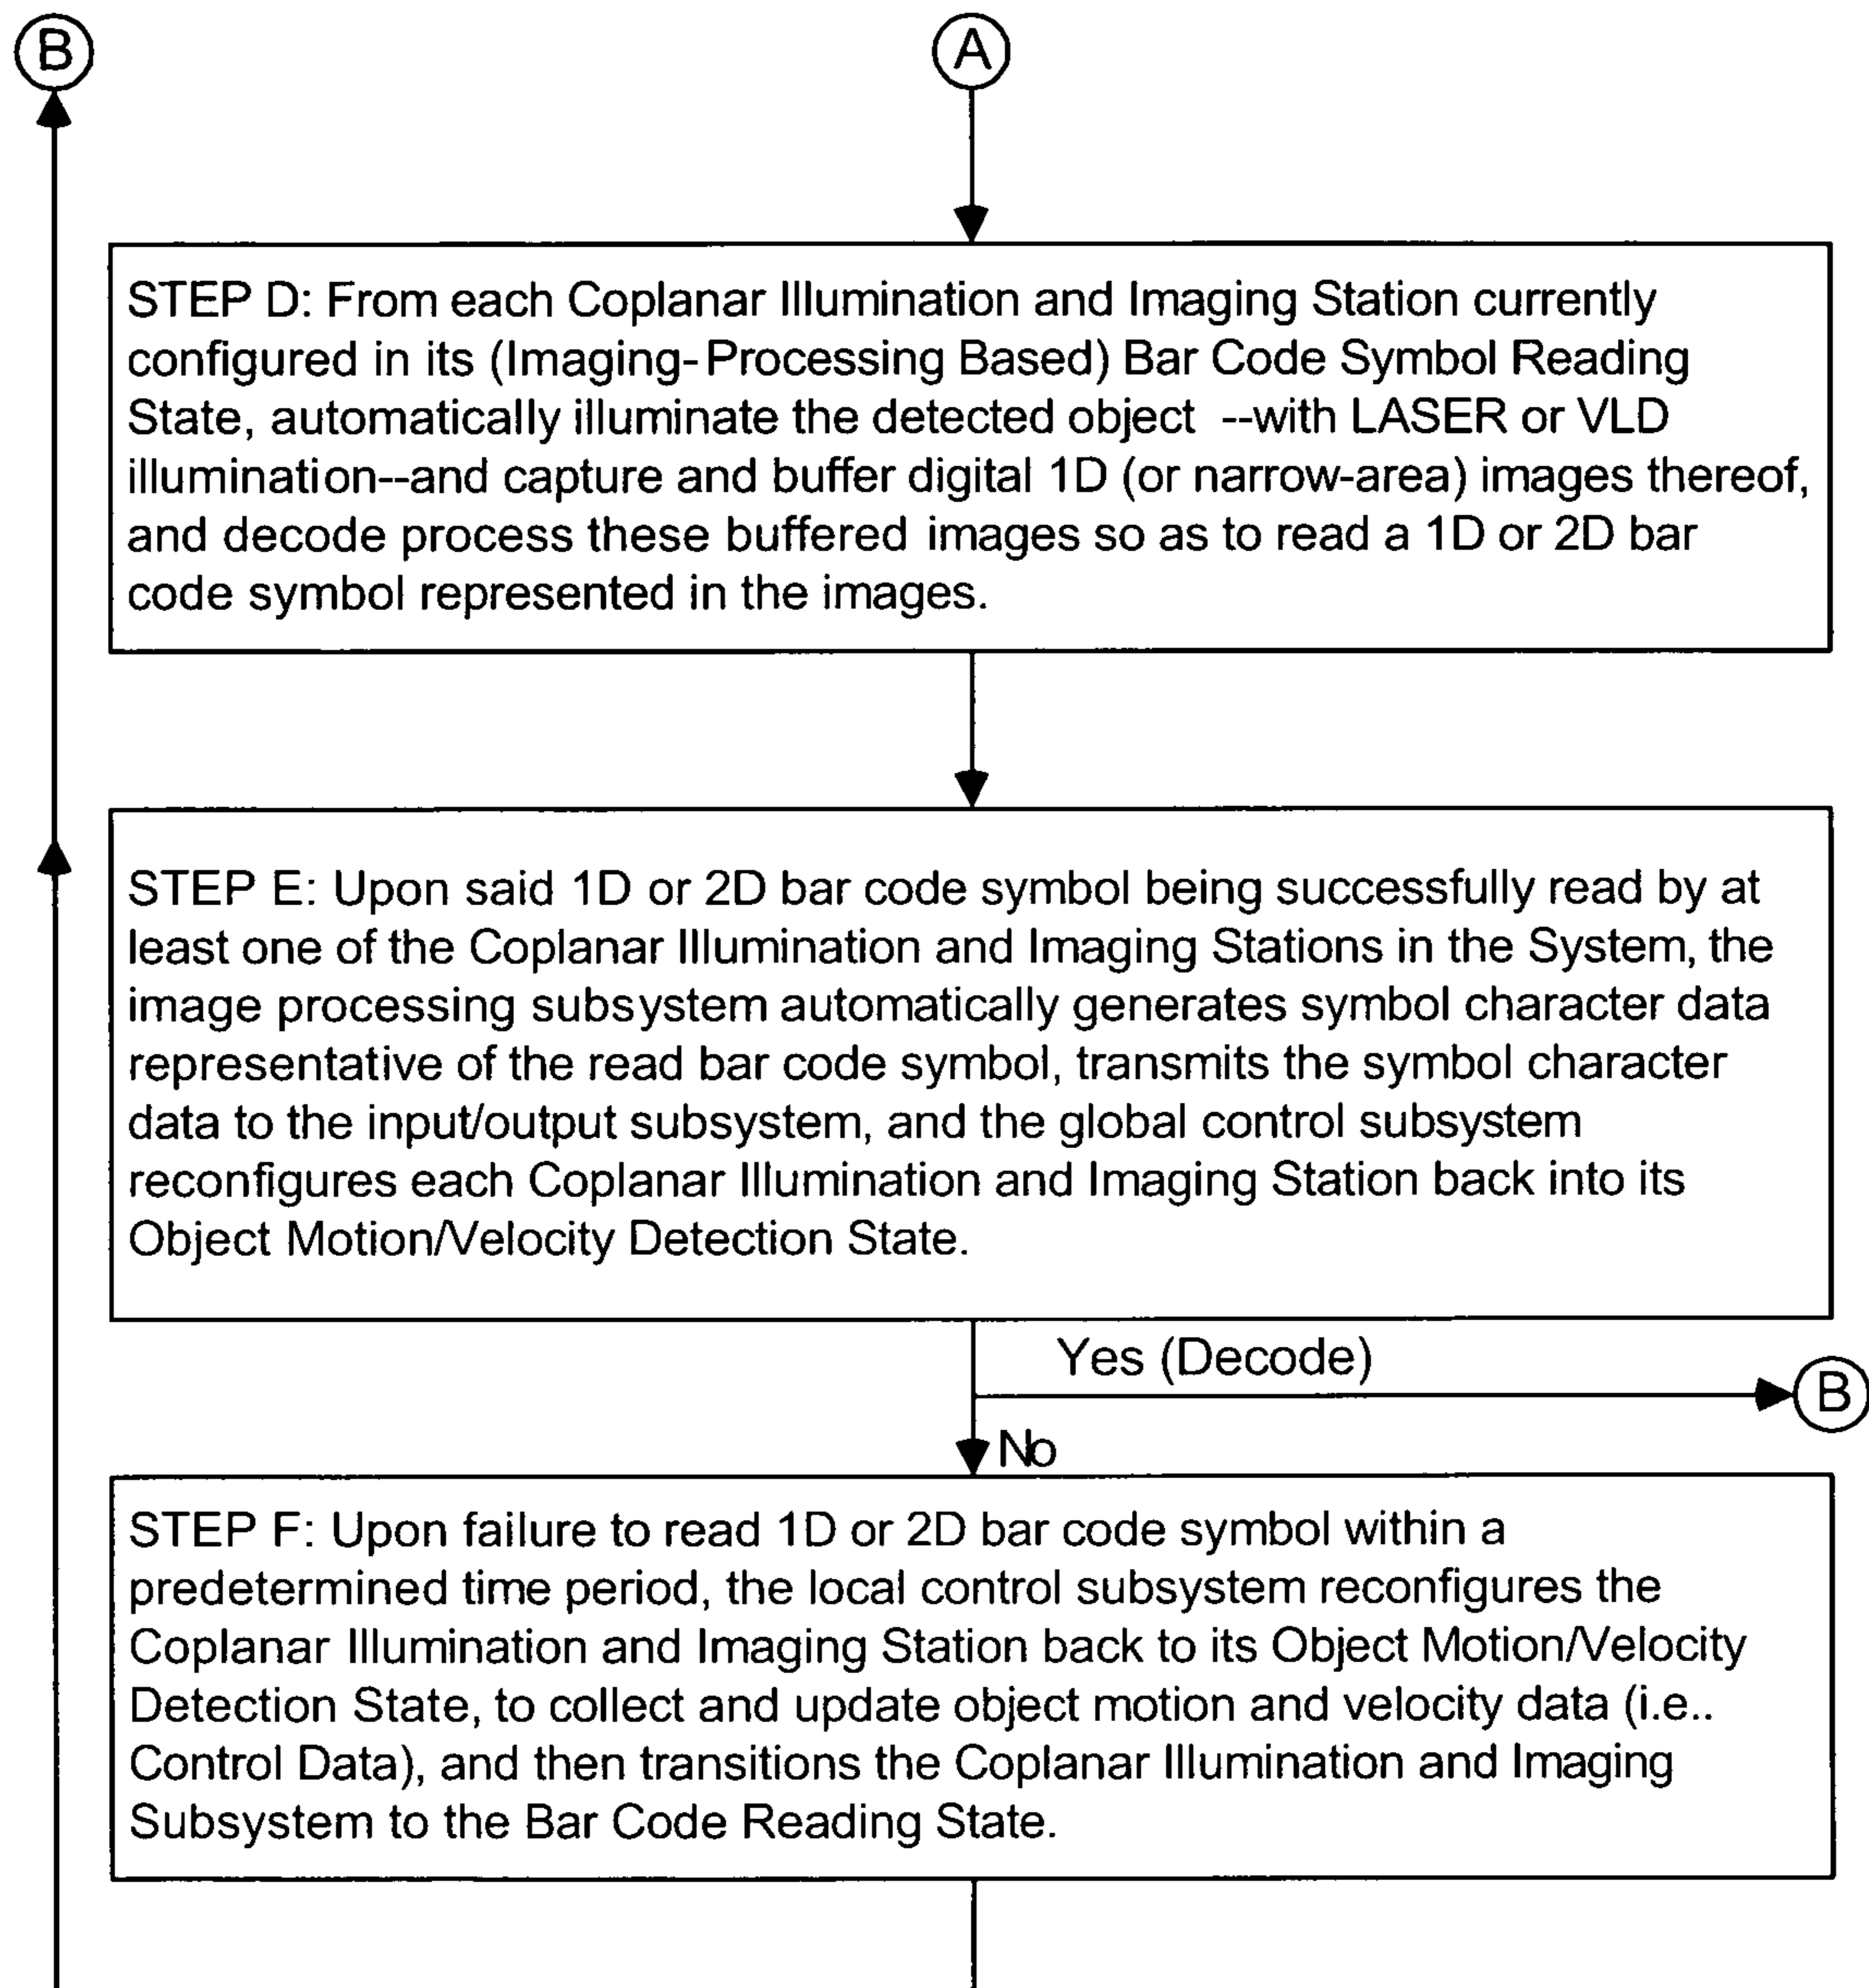 B
A
STEP D: From each Coplanar Illumination and Imaging Station currently
configured in its (Imaging-Processing Based) Bar Code Symbol Reading
State, automatically illuminate the detected object --with LASER or VLD
illumination--and capture and buffer digital 1D (or narrow-area) images thereof,
and decode process these buffered images so as to read a 1D or 2D bar
code symbol represented in the images.
STEP E: Upon said 1D or 2D bar code symbol being successfully read by at
least one of the Coplanar Illumination and Imaging Stations in the System, the
image processing subsystem automatically generates symbol character data
representative of the read bar code symbol, transmits the symbol character
data to the input/output subsystem, and the global control subsystem
reconfigures each Coplanar Illumination and Imaging Station back into its
Object Motion/Velocity Detection State.
Yes (Decode)
B
No
STEP F: Upon failure to read 1D or 2D bar code symbol within a
predetermined time period, the local control subsystem reconfigures the
Coplanar Illumination and Imaging Station back to its Object Motion/Velocity
Detection State, to collect and update object motion and velocity data (i.e..
Control Data), and then transitions the Coplanar Illumination and Imaging
Subsystem to the Bar Code Reading State.